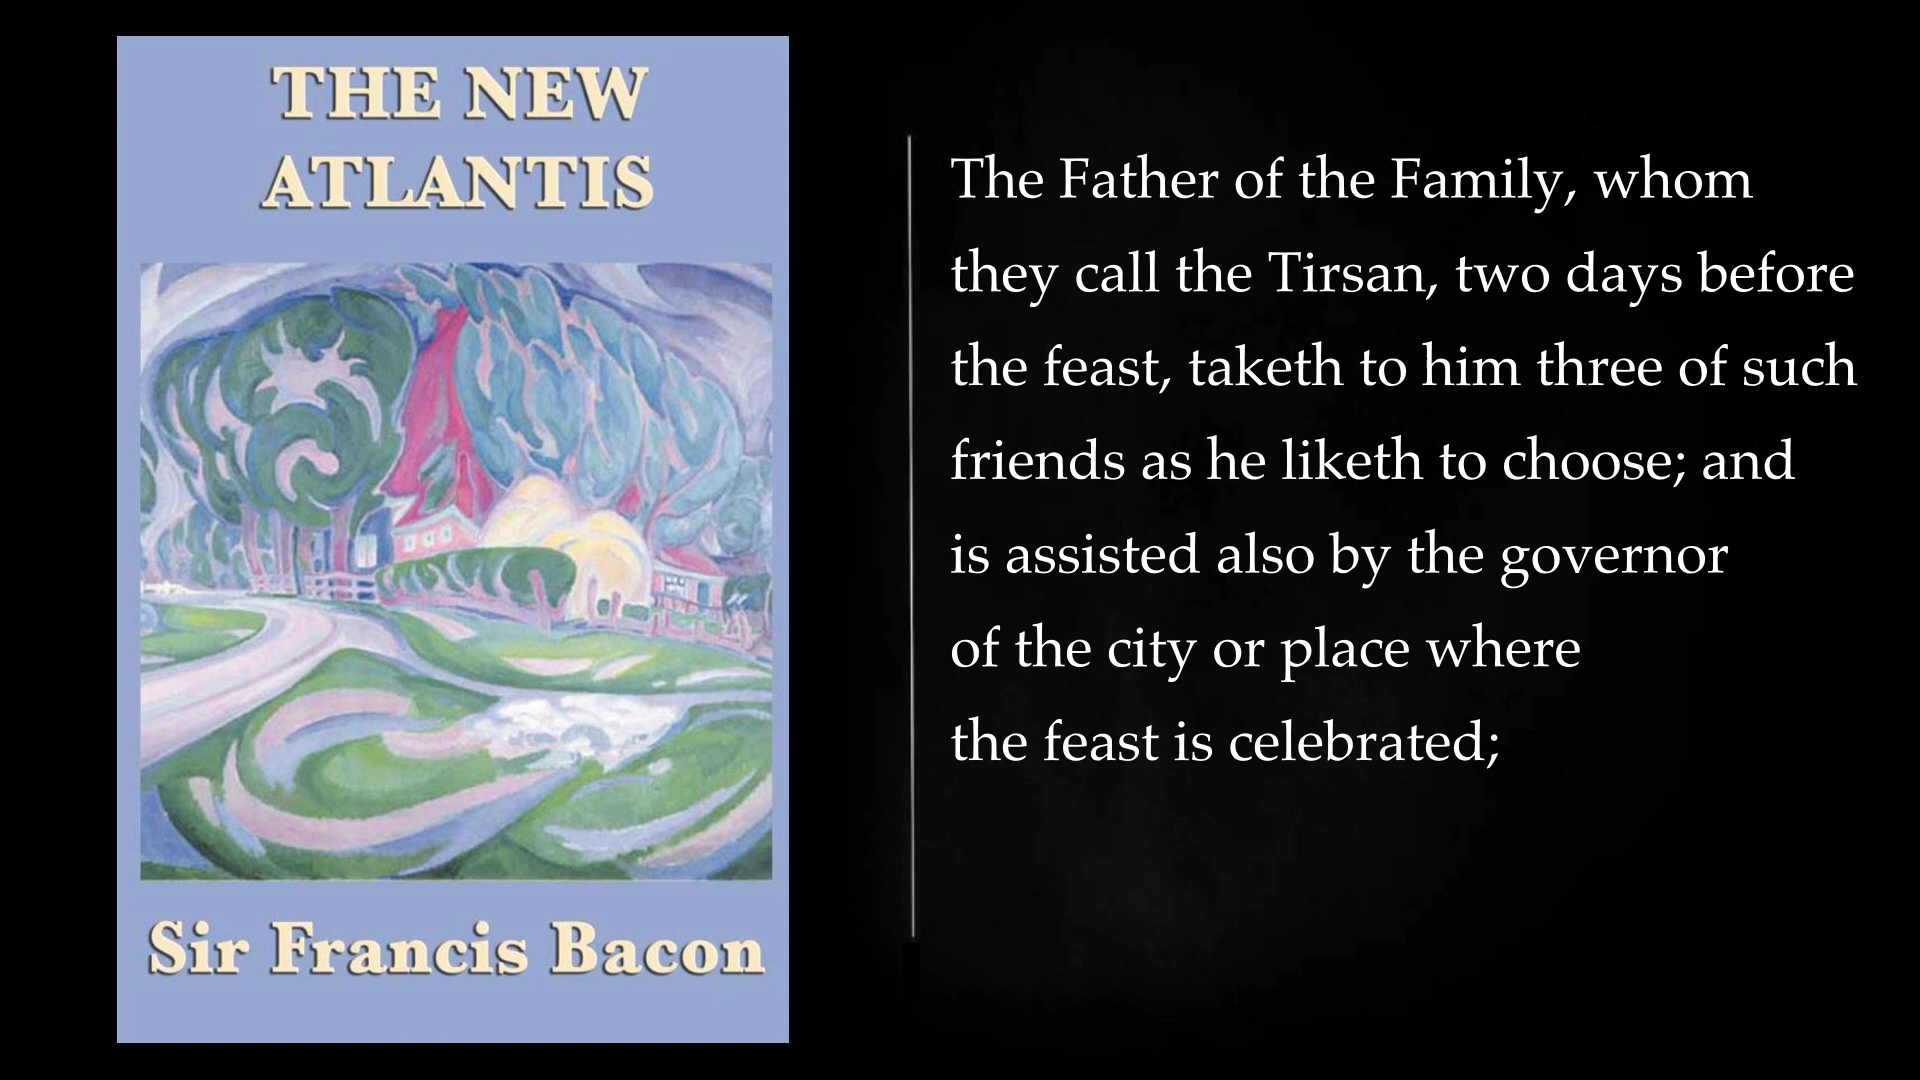 THE NEW
ATLANTIS
Sir Francis Bacon
The Father of the Family, whom
they call the Tirsan, two days before
the feast, taketh to him three of such
friends as he liketh to choose; and
is assisted also by the governor
of the city or place where
the feast is celebrated;